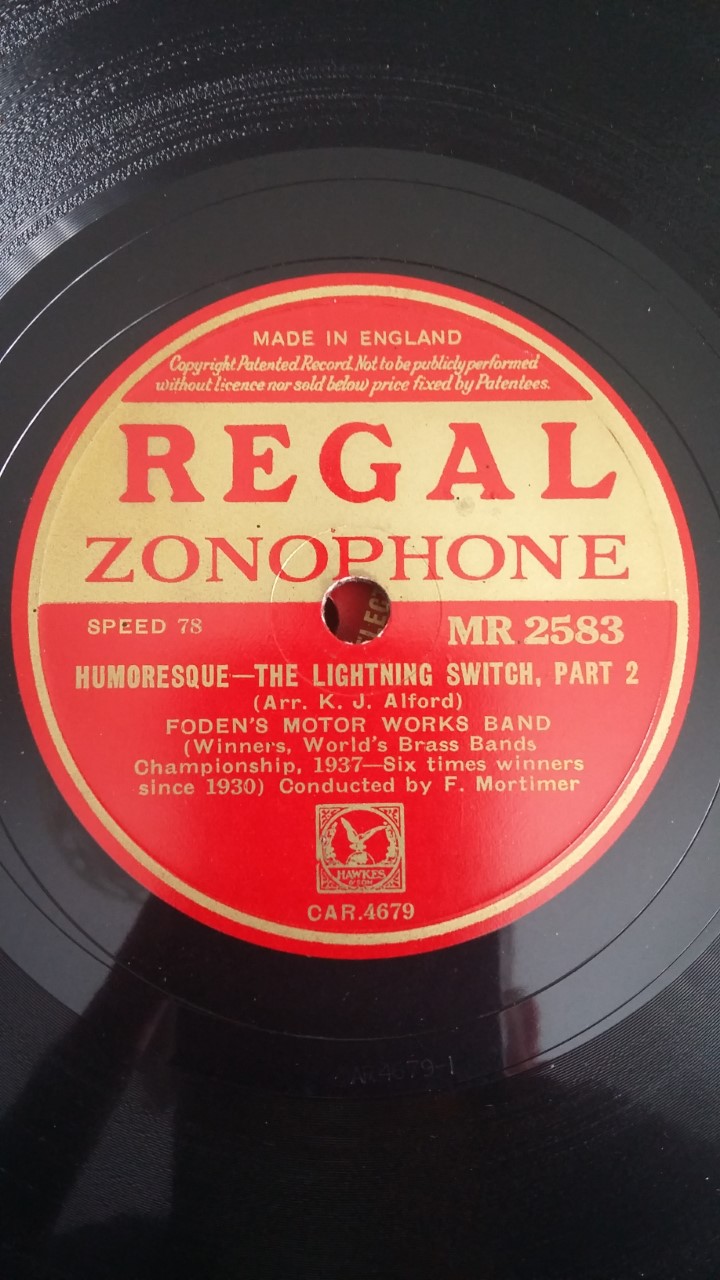 MADE IN ENGLAND
Copyright Patented Record. Not to be publicly performed
without licence nor sold below price fixed by Patentees.
REGAL
ZONOPHONE
SPEED 78
MR 2583
HUMORESQUE—THE LIGHTNING SWITCH, PART 2
(Arr. K. J. Alford)
FODEN'S MOTOR WORKS BAND
(Winners, World's Brass Bands
Championship, 1937—Six times winners
since 1930) Conducted by F. Mortimer
HAWKES
& SON
CAR.4679